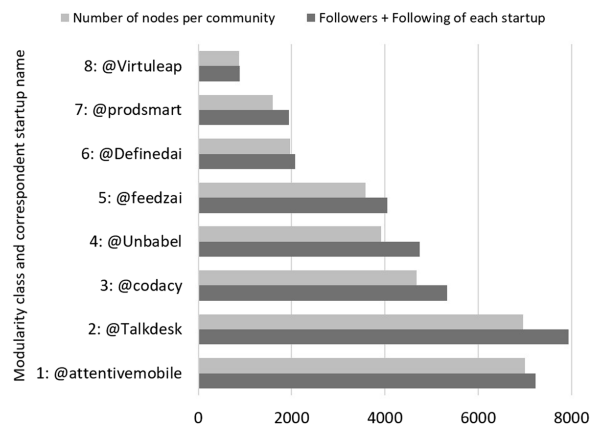 Number of nodes per community
Followers + Following of each startup
Modularity class and correspondent startup name
8: @Virtuleap
7: @prodsmart
6: @Definedai
5: @feedzai
4: @Unbabel
3: @codacy
2: @Talkdesk
1: @attentivemobile
0 2000 4000 6000 8000